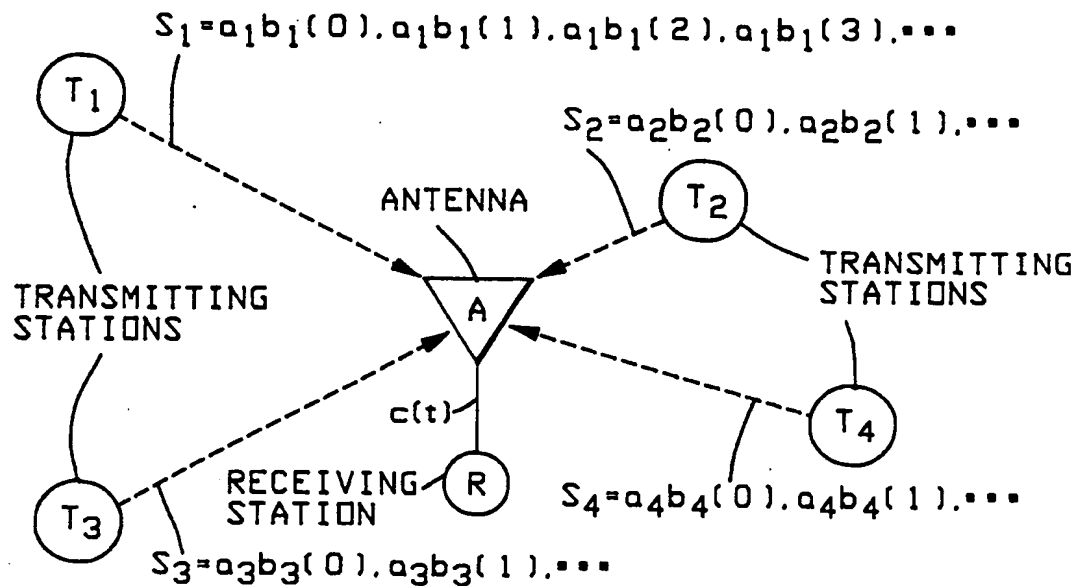 S₁=a₁b₁(0),a₁b₁(1),a₁b₁(2),a₁b₁(3),▪▪▪
T₁
S₂=a₂b₂(0),a₂b₂(1),▪▪▪
ANTENNA
T₂
TRANSMITTING
STATIONS
A
TRANSMITTING
STATIONS
c(t)
T₄
RECEIVING
STATION
R
T₃
S₄=a₄b₄(0),a₄b₄(1),▪▪▪
S₃=a₃b₃(0),a₃b₃(1),▪▪▪